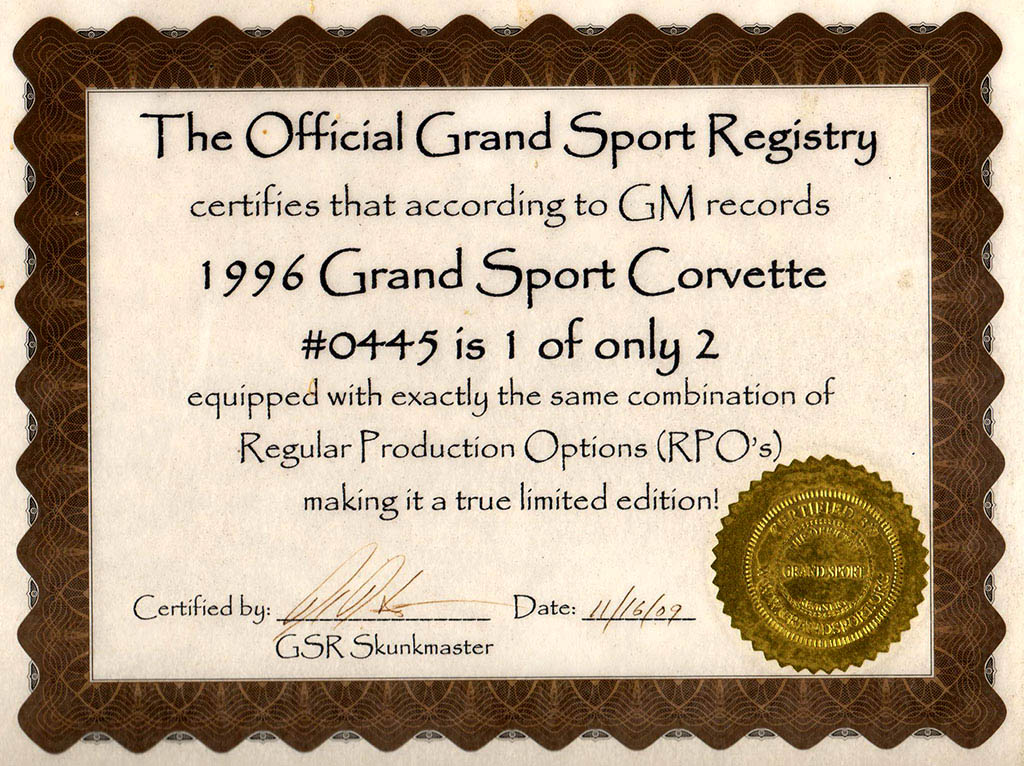 The Official Grand Sport Registry
certifies that according to GM records
1996 Grand Sport Corvette
#0445 is 1 of only 2
equipped with exactly the same combination of
Regular Production Options (RPO's)
making it a true limited edition!
CERTIFIED BY
GRAND SPORT
Certified by:
Date: 11/16/09
GSR Skunkmaster